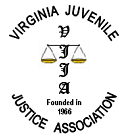 VIRGINIA JUVENILE
V
J
J
A
Founded in
1966
JUSTICE ASSOCIATION